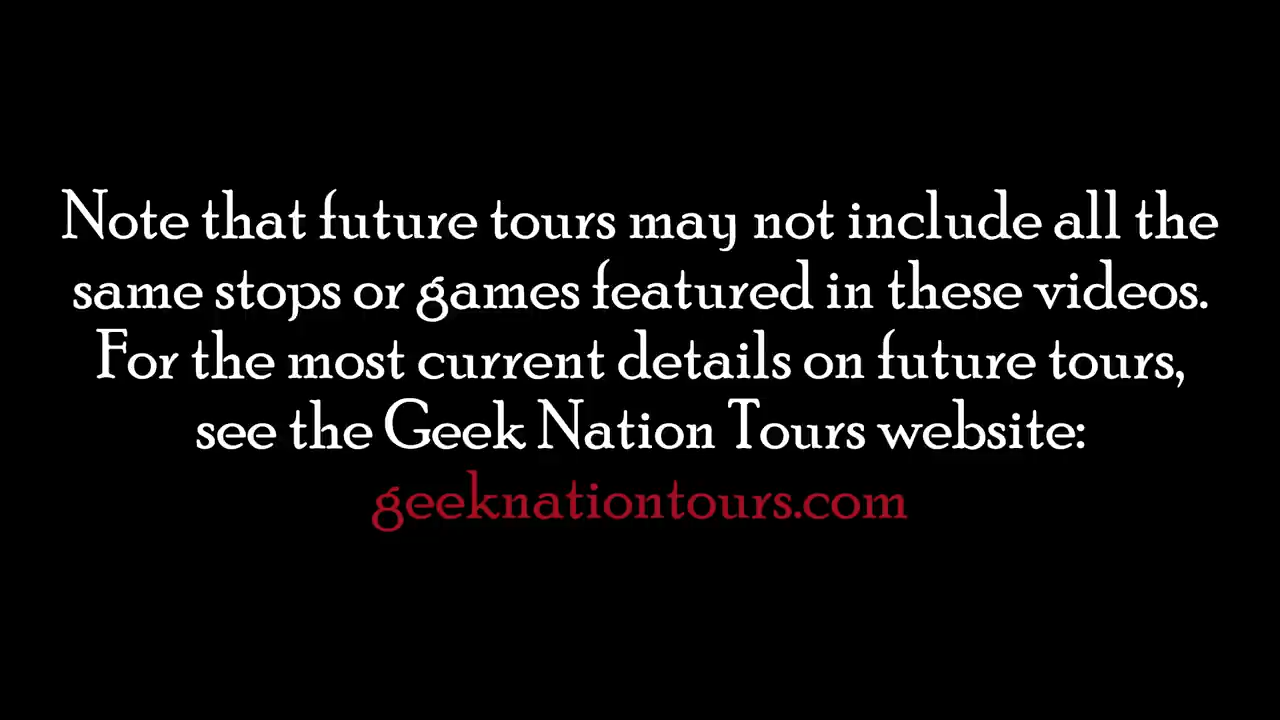 Note that future tours may not include all the
same stops or games featured in these videos.
For the most current details on future tours,
see the Geek Nation Tours website:
geeknationtours.com